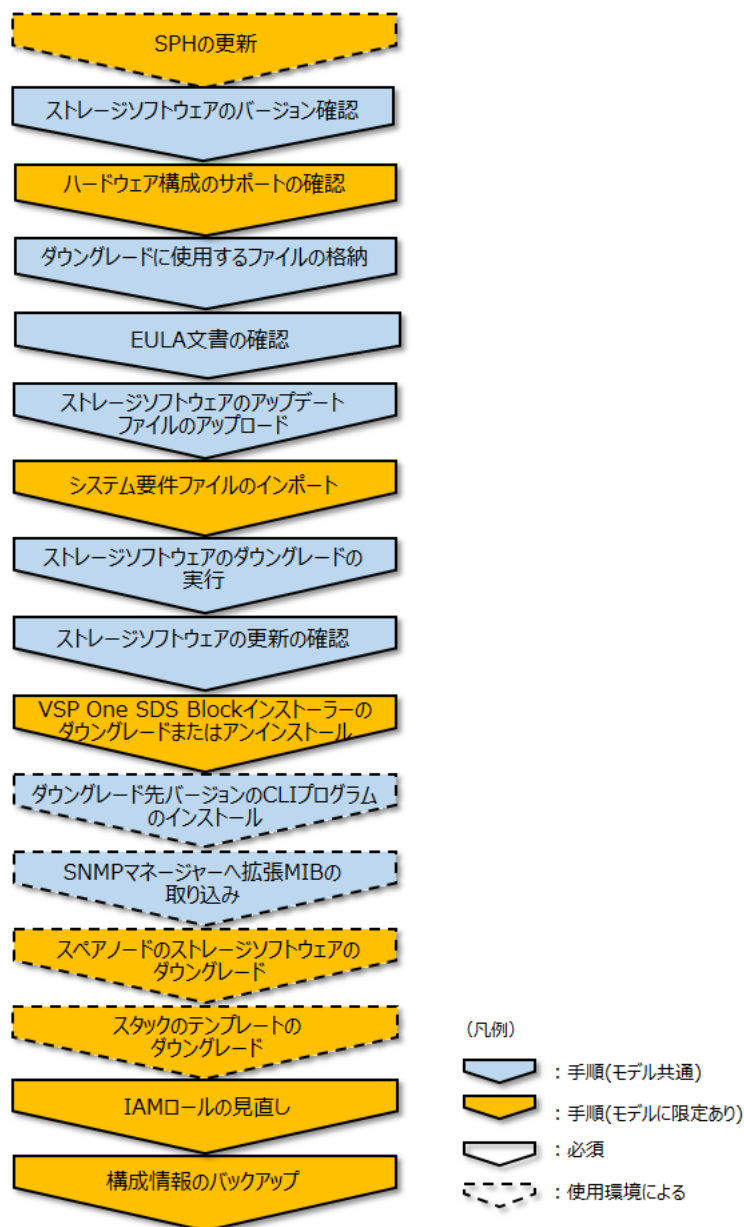 SPHの更新
ストレージソフトウェアのバージョン確認
ハードウェア構成のサポートの確認
ダウングレードに使用するファイルの格納
EULA文書の確認
ストレージソフトウェアのアップデート
ファイルのアップロード
システム要件ファイルのインポート
ストレージソフトウェアのダウングレードの
実行
ストレージソフトウェアの更新の確認
VSP One SDS Blockインストーラーの
ダウングレードまたはアンインストール
ダウングレード先バージョンのCLIプログラム
のインストール
SNMPマネージャーへ拡張MIBの
取り込み
スペアノードのストレージソフトウェアの
ダウングレード
スタックのテンプレートの
ダウングレード
IAMロールの見直し
構成情報のバックアップ
（凡例）
：手順(モデル共通)
：手順(モデルに限定あり)
：必須
：使用環境による